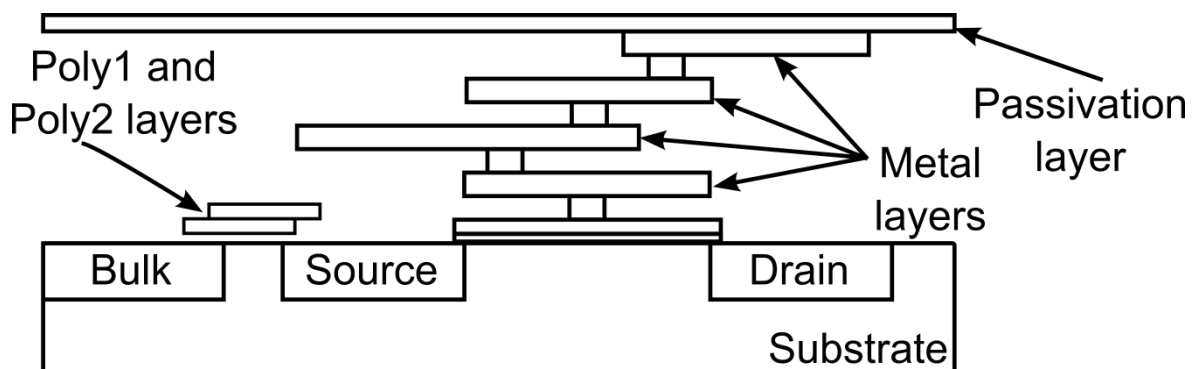 Poly1 and
Poly2 layers
Passivation
layer
Metal
layers
Bulk
Source
Drain
Substrate